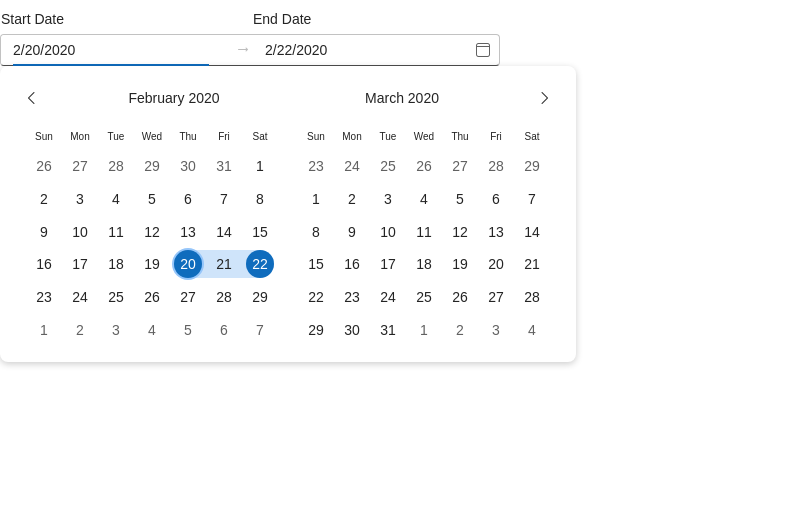 Start Date End Date
2/20/2020 → 2/22/2020
February 2020 March 2020
Sun Mon Tue Wed Thu Fri Sat Sun Mon Tue Wed Thu Fri Sat
26 27 28 29 30 31 1 23 24 25 26 27 28 29
2 3 4 5 6 7 8 1 2 3 4 5 6 7
9 10 11 12 13 14 15 8 9 10 11 12 13 14
16 17 18 19 20 21 22 15 16 17 18 19 20 21
23 24 25 26 27 28 29 22 23 24 25 26 27 28
1 2 3 4 5 6 7 29 30 31 1 2 3 4